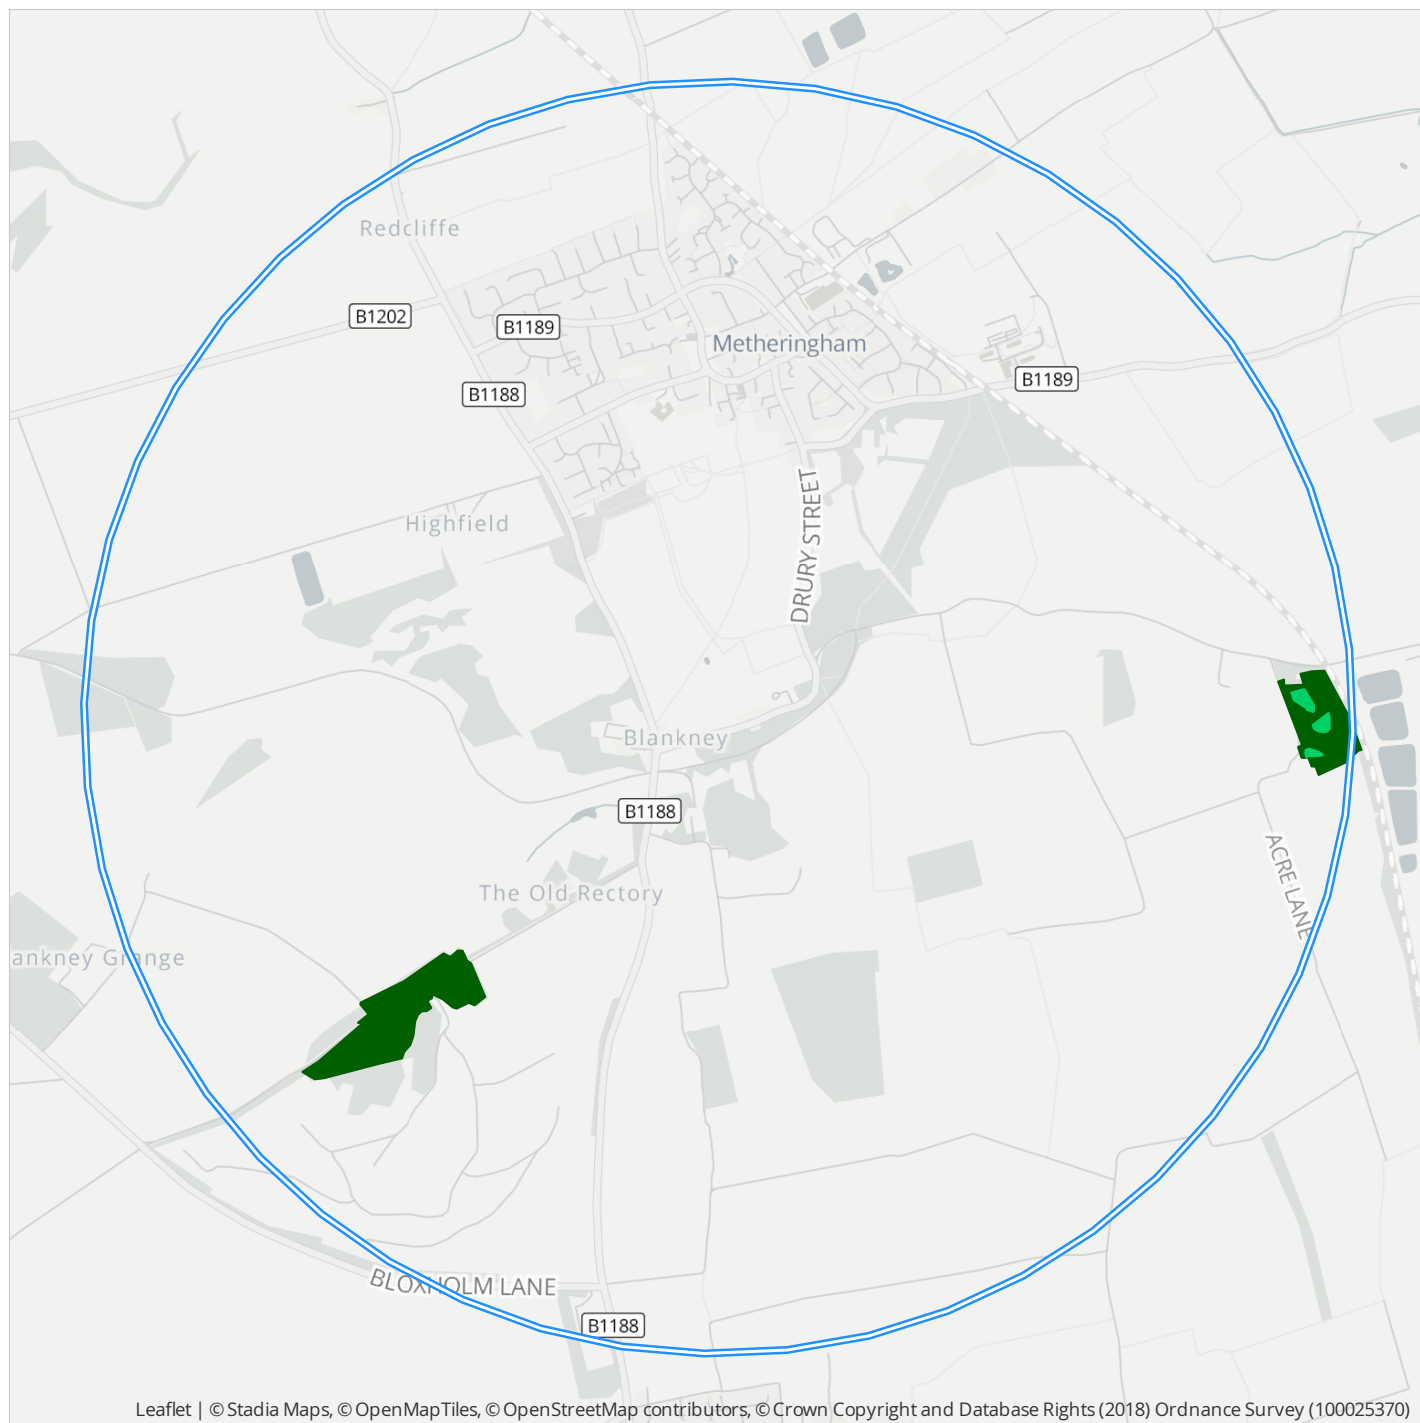 Redcliffe
B1202
B1189
Metheringham
B1189
B1188
DRURY STREET
Highfield
Blankney
B1188
ACRE LANE
The Old Rectory
ankney Grange
BLOXHOLM LANE
B1188
Leaflet | © Stadia Maps, © OpenMapTiles, © OpenStreetMap contributors, © Crown Copyright and Database Rights (2018) Ordnance Survey (100025370)